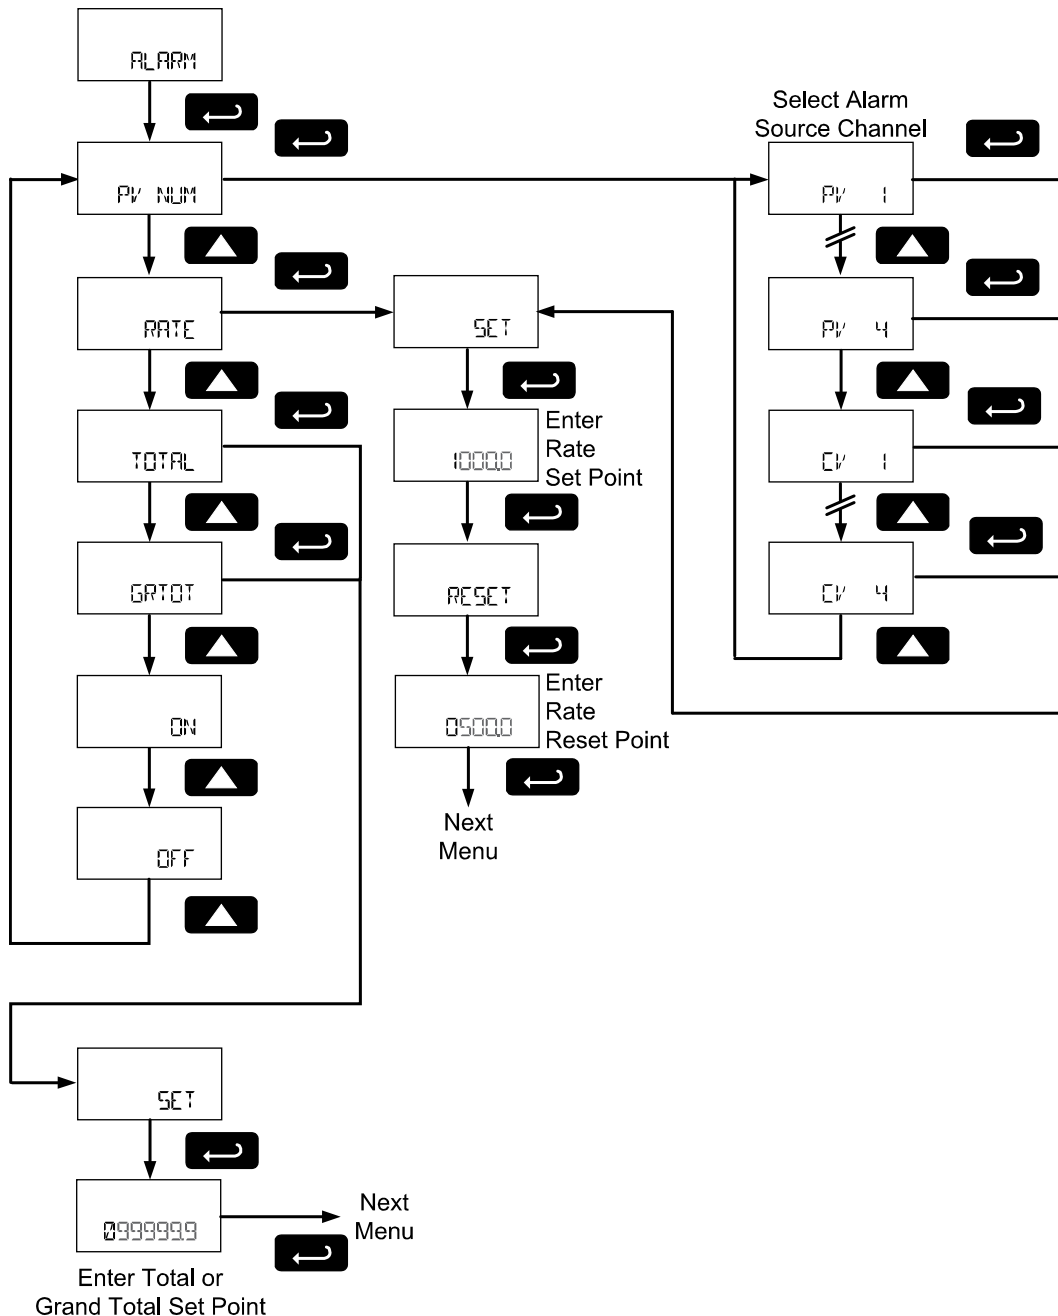 ALARM
PV NUM
RATE
TOTAL
GRTOT
ON
OFF
SET
1000.0
Enter
Rate
Set Point
RESET
0500.0
Enter
Rate
Reset Point
Next
Menu
Select Alarm
Source Channel
PV 1
PV 4
CV 1
CV 4
SET
099999.9
Next
Menu
Enter Total or
Grand Total Set Point